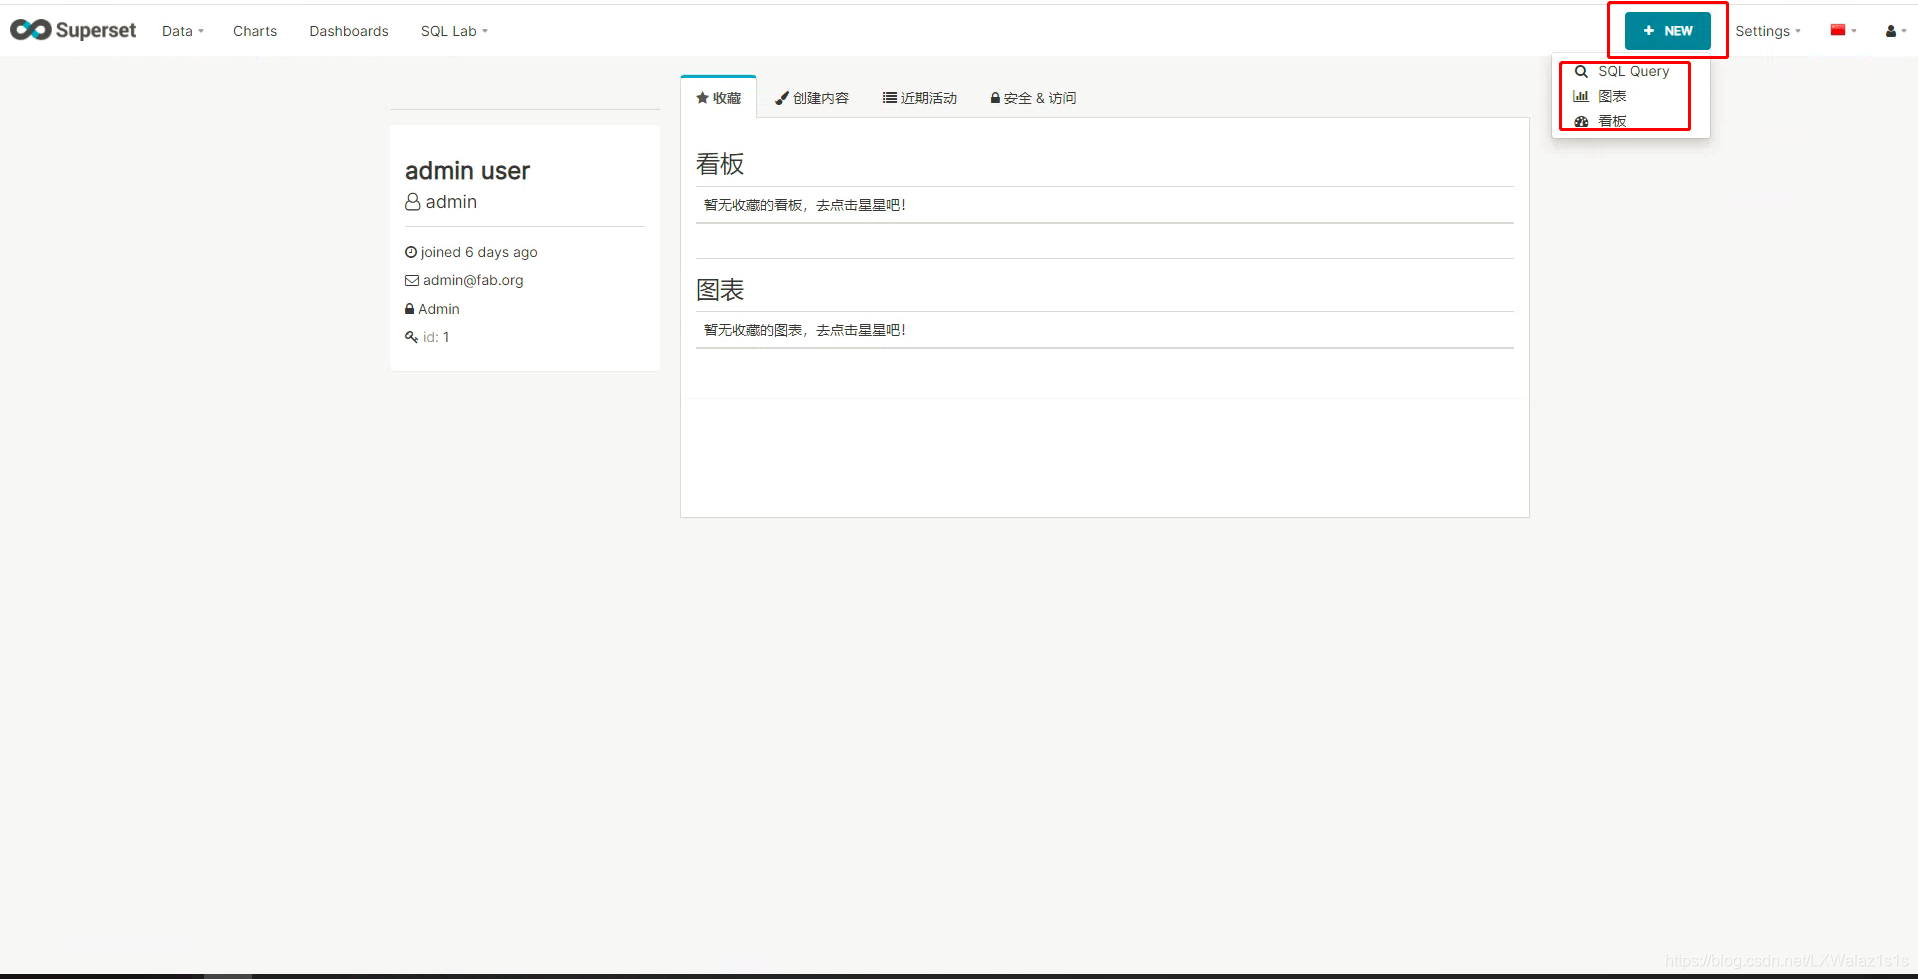 Superset Data Charts Dashboards SQL Lab + NEW Settings
SQL Query
图表
看板
收藏 创建内容 近期活动 安全 & 访问
admin user
admin
joined 6 days ago
admin@fab.org
Admin
id: 1
看板
暂无收藏的看板，去点击星星吧！
图表
暂无收藏的图表，去点击星星吧！
https://blog.csdn.net/LXWalaz1s1s